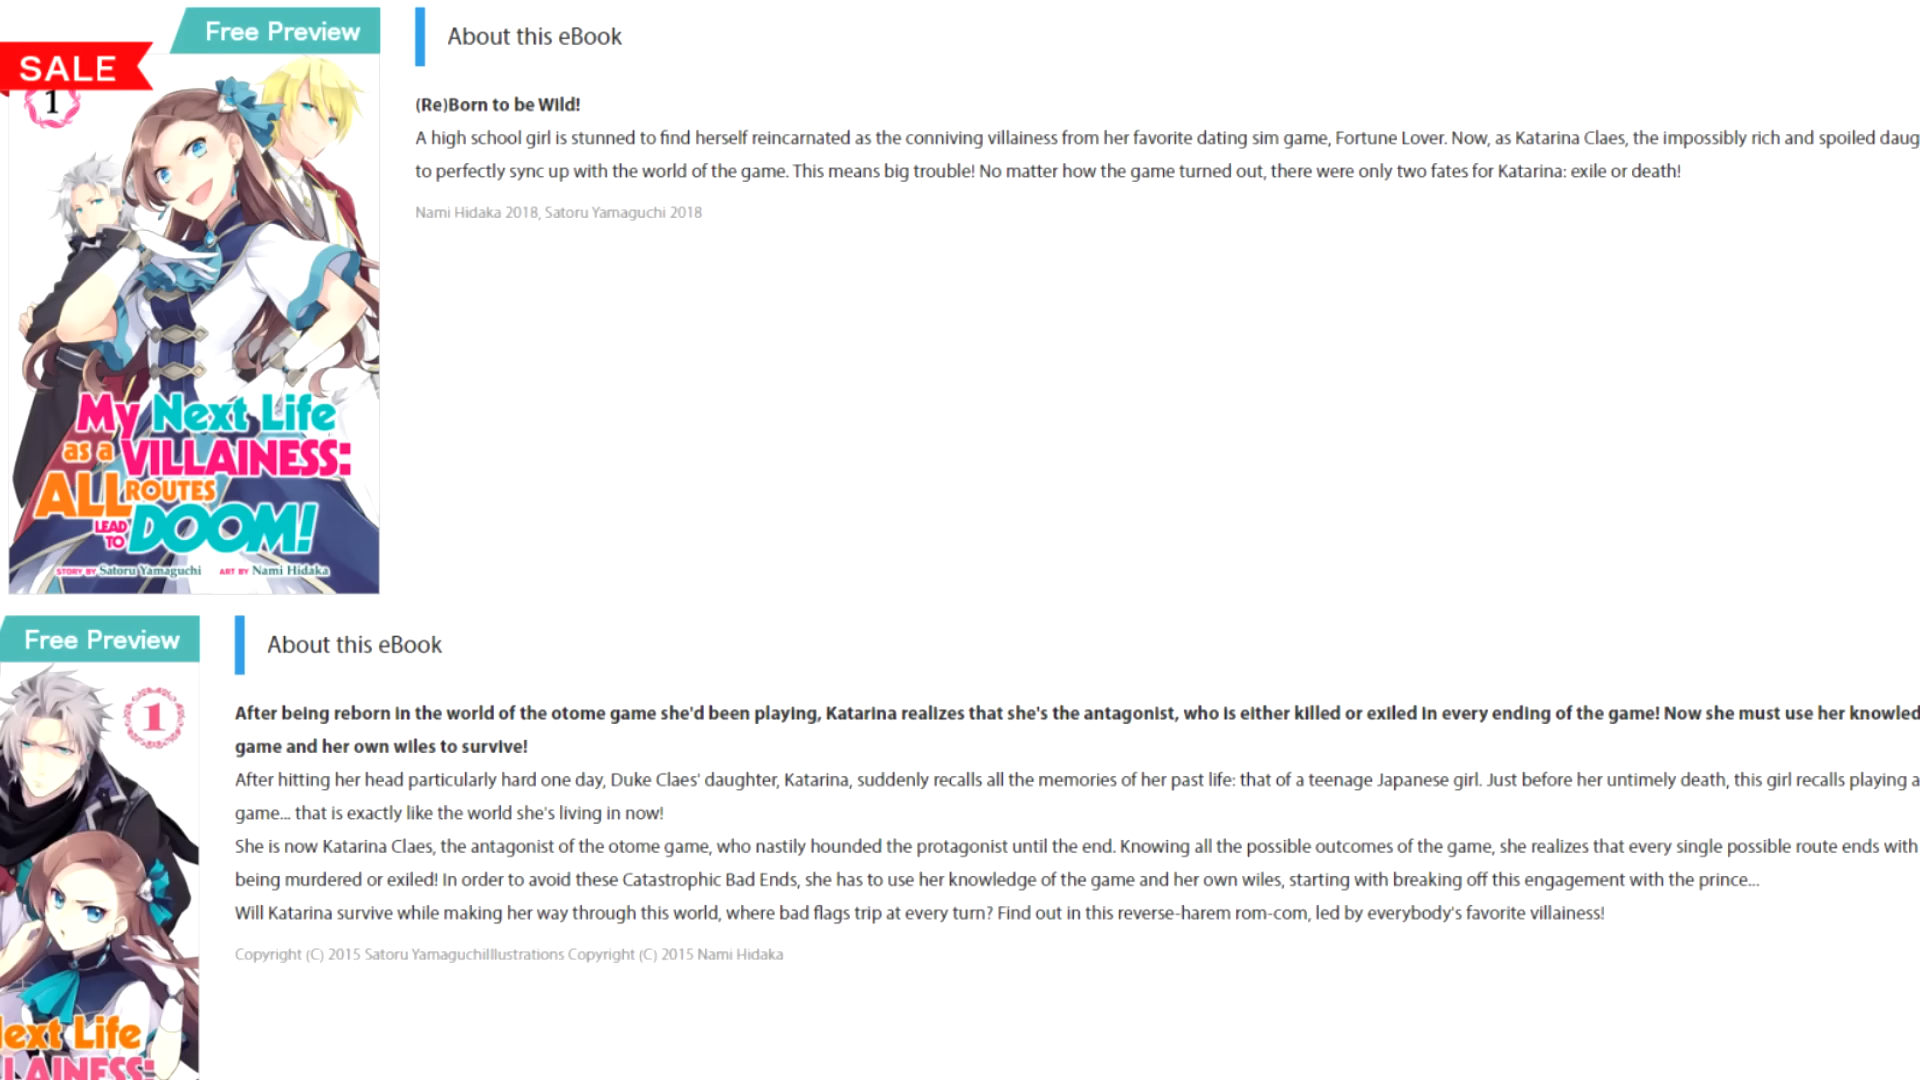 Free Preview
SALE
1
My Next Life
as a VILLAINESS:
ALL ROUTES
LEAD TO DOOM!
STORY BY Satoru Yamaguchi ART BY Nami Hidaka
About this eBook
(Re)Born to be Wild!
A high school girl is stunned to find herself reincarnated as the conniving villainess from her favorite dating sim game, Fortune Lover. Now, as Katarina Claes, the impossibly rich and spoiled daug
to perfectly sync up with the world of the game. This means big trouble! No matter how the game turned out, there were only two fates for Katarina: exile or death!
Nami Hidaka 2018, Satoru Yamaguchi 2018
Free Preview
1
ext Life
LAINESS:
About this eBook
After being reborn in the world of the otome game she'd been playing, Katarina realizes that she's the antagonist, who is either killed or exiled in every ending of the game! Now she must use her knowled
game and her own wiles to survive!
After hitting her head particularly hard one day, Duke Claes' daughter, Katarina, suddenly recalls all the memories of her past life: that of a teenage Japanese girl. Just before her untimely death, this girl recalls playing a
game... that is exactly like the world she's living in now!
She is now Katarina Claes, the antagonist of the otome game, who nastily hounded the protagonist until the end. Knowing all the possible outcomes of the game, she realizes that every single possible route ends with
being murdered or exiled! In order to avoid these Catastrophic Bad Ends, she has to use her knowledge of the game and her own wiles, starting with breaking off this engagement with the prince...
Will Katarina survive while making her way through this world, where bad flags trip at every turn? Find out in this reverse-harem rom-com, led by everybody's favorite villainess!
Copyright (C) 2015 Satoru YamaguchiIllustrations Copyright (C) 2015 Nami Hidaka